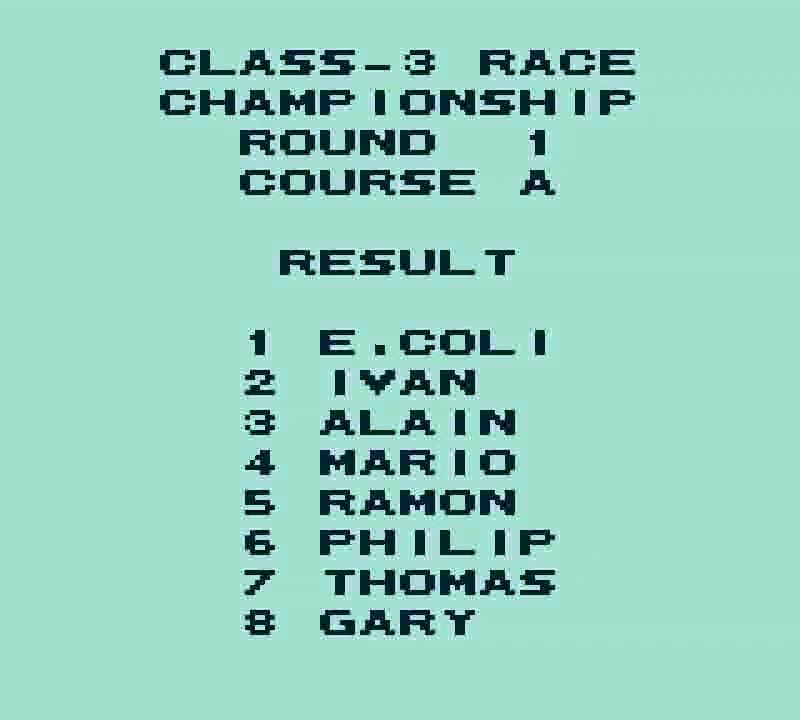 CLASS-3 RACE
CHAMPIONSHIP
ROUND 1
COURSE A
RESULT
1 E.COLI
2 IVAN
3 ALAIN
4 MARIO
5 RAMON
6 PHILIP
7 THOMAS
8 GARY